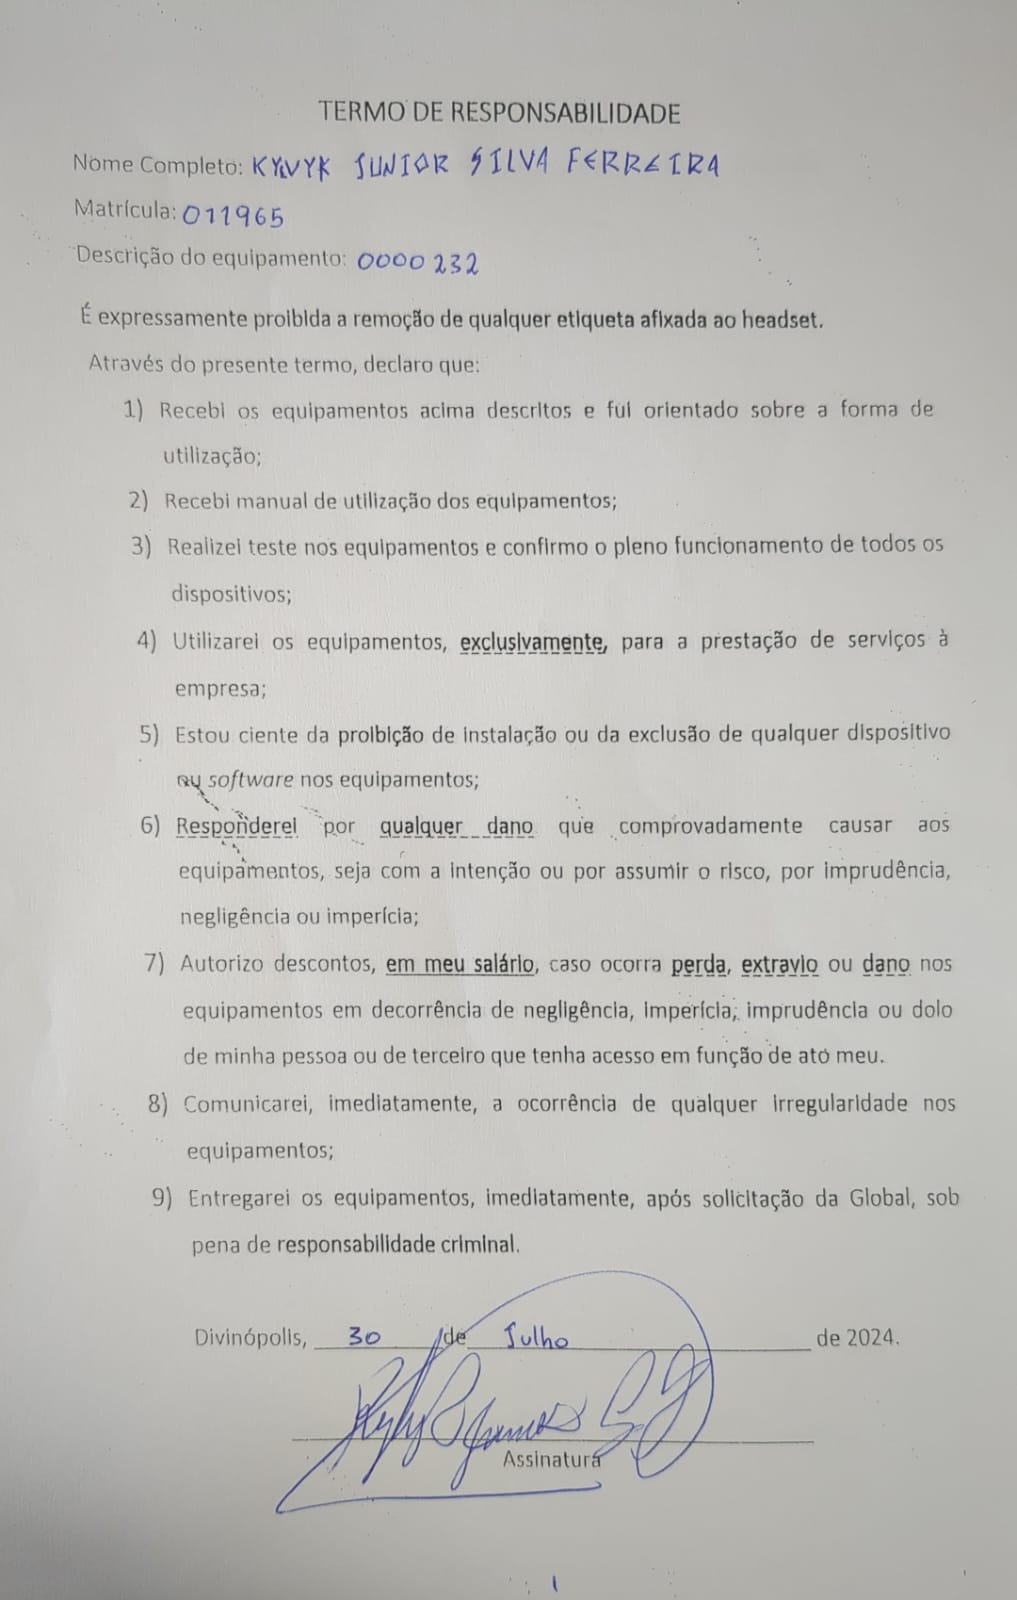 TERMO DE RESPONSABILIDADE
Nome Completo: KYLVYK JUNIOR SILVA FERREIRA
Matrícula: 011965
Descrição do equipamento: 0000232
É expressamente proibida a remoção de qualquer etiqueta afixada ao headset.
Através do presente termo, declaro que:
1) Recebi os equipamentos acima descritos e fui orientado sobre a forma de
utilização;
2) Recebi manual de utilização dos equipamentos;
3) Realizei teste nos equipamentos e confirmo o pleno funcionamento de todos os
dispositivos;
4) Utilizarei os equipamentos, exclusivamente, para a prestação de serviços à
empresa;
5) Estou ciente da proibição de instalação ou da exclusão de qualquer dispositivo
ou software nos equipamentos;
6) Responderei por qualquer dano que comprovadamente causar aos
equipamentos, seja com a intenção ou por assumir o risco, por imprudência,
negligência ou imperícia;
7) Autorizo descontos, em meu salário, caso ocorra perda, extravio ou dano nos
equipamentos em decorrência de negligência, imperícia, imprudência ou dolo
de minha pessoa ou de terceiro que tenha acesso em função de ato meu.
8) Comunicarei, imediatamente, a ocorrência de qualquer irregularidade nos
equipamentos;
9) Entregarei os equipamentos, imediatamente, após solicitação da Global, sob
pena de responsabilidade criminal.
Divinópolis, 30 de Julho de 2024.
Assinatura